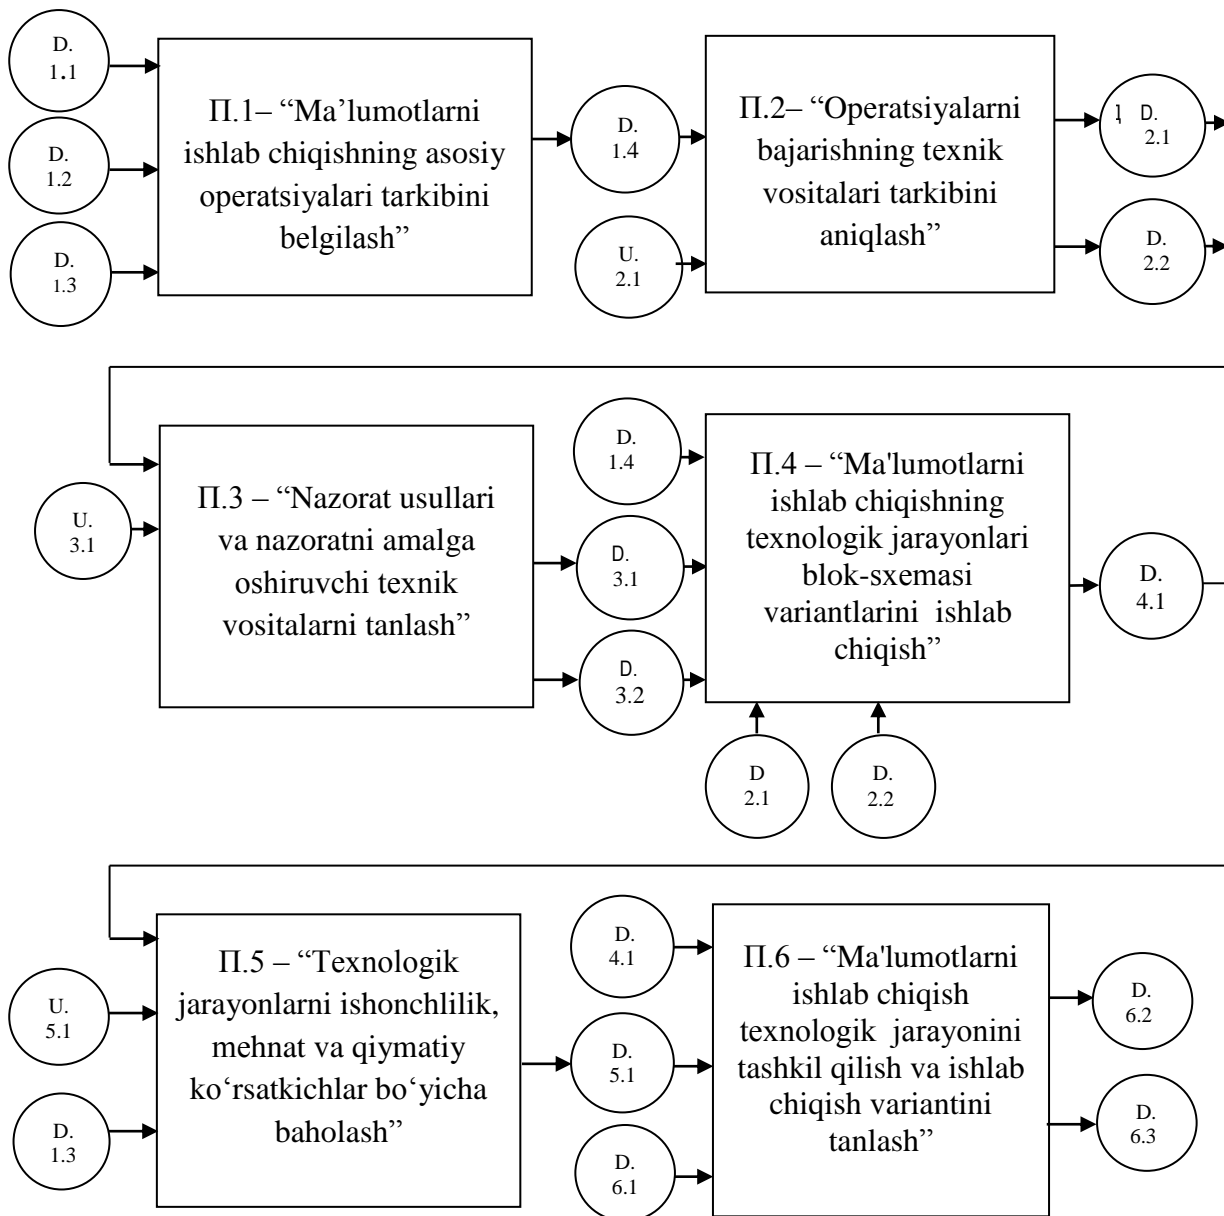 D.
1.1
D.
1.2
D.
1.3
П.1– “Ma’lumotlarni
ishlab chiqishning asosiy
operatsiyalari tarkibini
belgilash”
D.
1.4
U.
2.1
П.2– “Operatsiyalarni
bajarishning texnik
vositalari tarkibini
aniqlash”
D.
2.1
D.
2.2
U.
3.1
П.3 – “Nazorat usullari
va nazoratni amalga
oshiruvchi texnik
vositalarni tanlash”
D.
1.4
D.
3.1
D.
3.2
П.4 – “Ma'lumotlarni
ishlab chiqishning
texnologik jarayonlari
blok-sxemasi
variantlarini ishlab
chiqish”
D
2.1
D.
2.2
D.
4.1
U.
5.1
D.
1.3
П.5 – “Texnologik
jarayonlarni ishonchlilik,
mehnat va qiymatiy
ko‘rsatkichlar bo‘yicha
baholash”
D.
4.1
D.
5.1
D.
6.1
П.6 – “Ma'lumotlarni
ishlab chiqish
texnologik jarayonini
tashkil qilish va ishlab
chiqish variantini
tanlash”
D.
6.2
D.
6.3